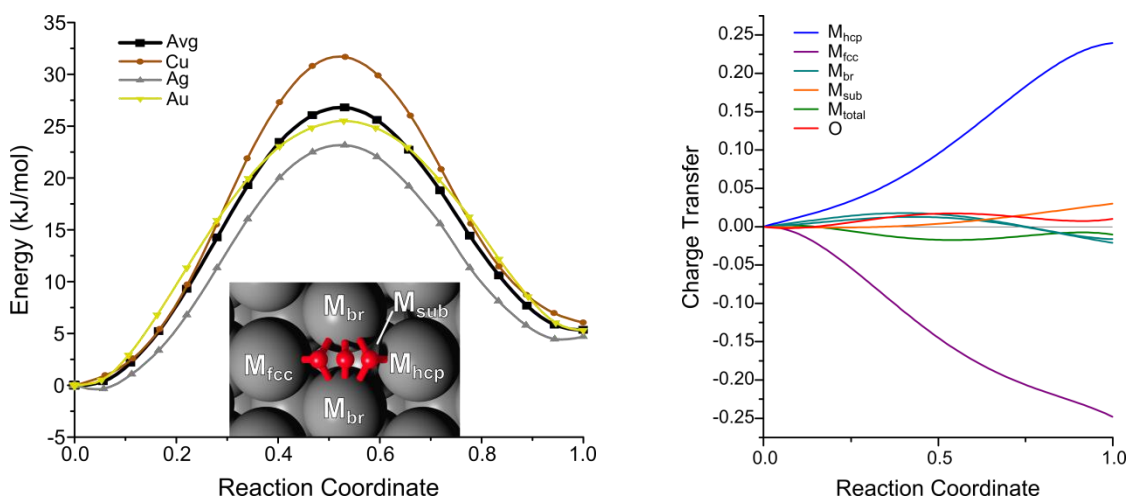 Avg
Cu
Ag
Au
35
30
25
20
15
10
5
0
-5
Energy (kJ/mol)
0.0 0.2 0.4 0.6 0.8 1.0
Reaction Coordinate
Mbr
Msub
Mfcc
Mhcp
Mbr
Mhcp
Mfcc
Mbr
Msub
Mtotal
O
0.25
0.20
0.15
0.10
0.05
0.00
-0.05
-0.10
-0.15
-0.20
-0.25
Charge Transfer
0.0 0.5 1.0
Reaction Coordinate